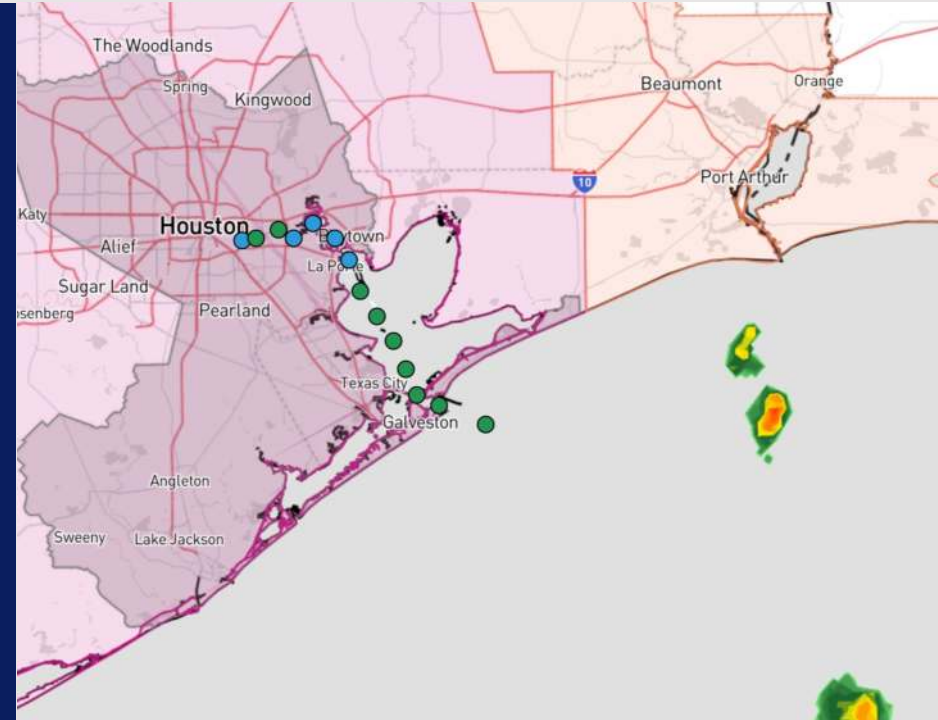 The Woodlands
Spring
Kingwood
Beaumont
Orange
Port Arthur
10
Katy
Houston
Alief
Baytown
La Porte
Sugar Land
Pearland
Texas City
Galveston
Angleton
Sweeny
Lake Jackson